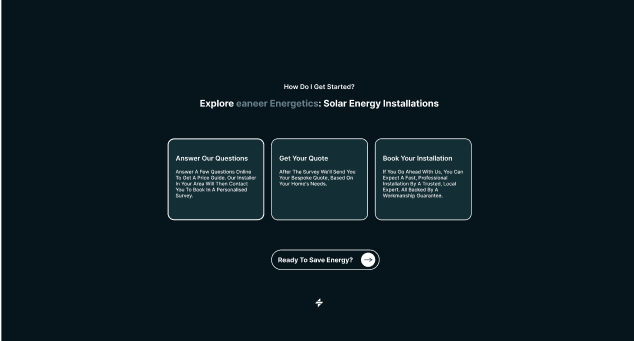 How Do I Get Started?
Explore eaneer Energetics: Solar Energy Installations
Answer Our Questions
Answer A Few Questions Online
To Get A Price Guide. Our Installer
In Your Area Will Then Contact
You To Book In A Personalised
Survey.
Get Your Quote
After The Survey We'll Send You
Your Bespoke Quote, Based On
Your Home's Needs.
Book Your Installation
If You Go Ahead With Us, You Can
Expect A Fast, Professional
Installation By A Trusted, Local
Expert, All Backed By A
Workmanship Guarantee.
Ready To Save Energy?